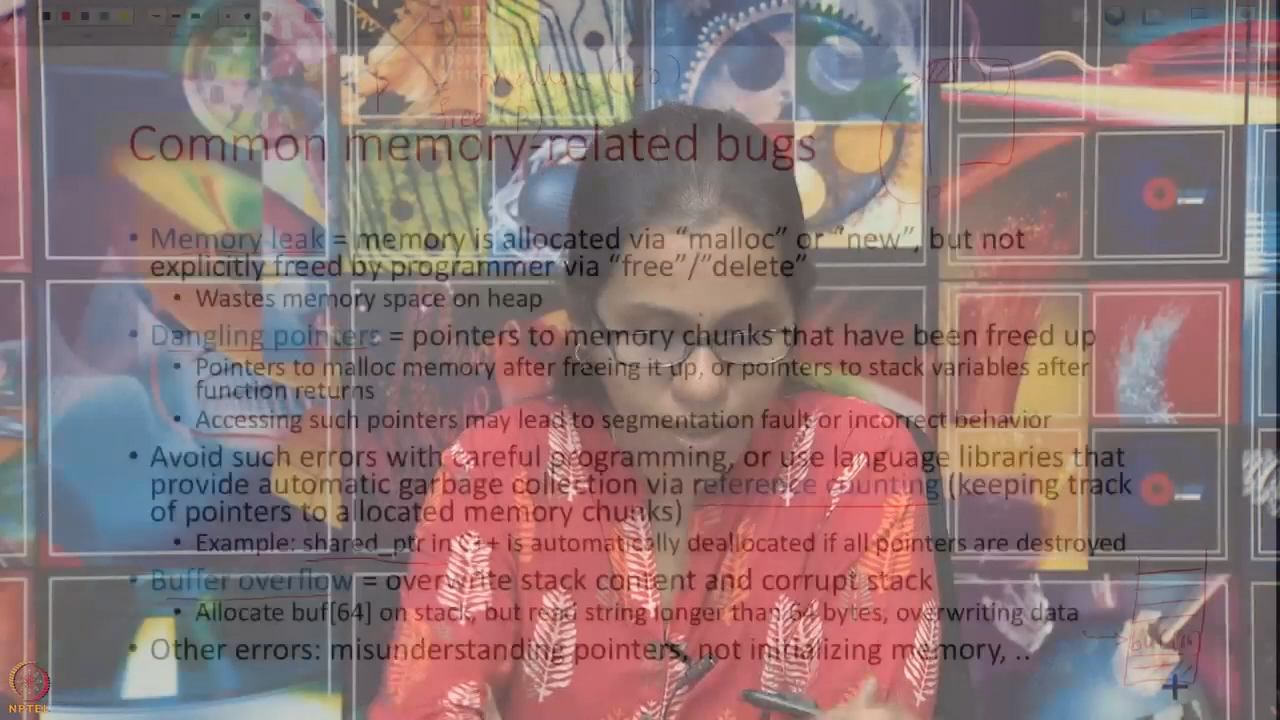 malloc (20)
free (P)
Common memory-related bugs
• Memory leak = memory is allocated via “malloc” or “new”, but not
explicitly freed by programmer via “free”/”delete”
• Wastes memory space on heap
• Dangling pointers = pointers to memory chunks that have been freed up
• Pointers to malloc memory after freeing it up, or pointers to stack variables after
function returns
• Accessing such pointers may lead to segmentation fault or incorrect behavior
• Avoid such errors with careful programming, or use language libraries that
provide automatic garbage collection via reference counting (keeping track
of pointers to allocated memory chunks)
• Example: shared_ptr in C++ is automatically deallocated if all pointers are destroyed
• Buffer overflow = overwrite stack content and corrupt stack
• Allocate buf[64] on stack, but read string longer than 64 bytes, overwriting data
• Other errors: misunderstanding pointers, not initializing memory, ..
NPTEL